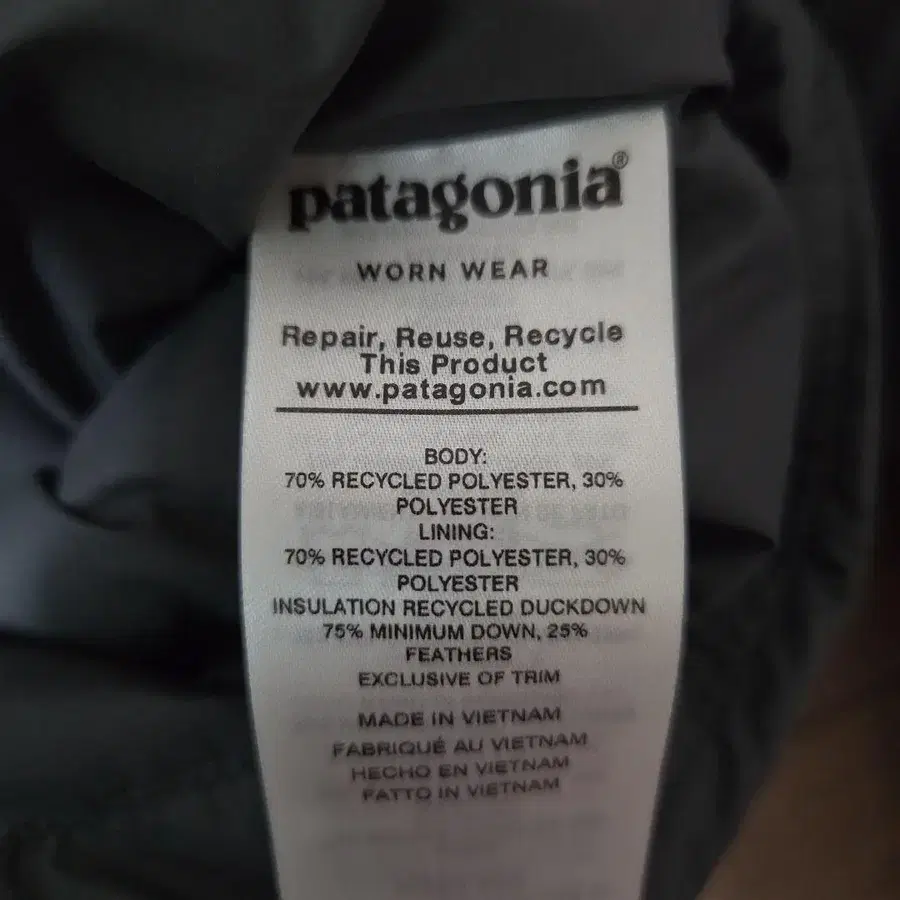 patagonia®
WORN WEAR
Repair, Reuse, Recycle
This Product
www.patagonia.com
BODY:
70% RECYCLED POLYESTER, 30%
POLYESTER
LINING:
70% RECYCLED POLYESTER, 30%
POLYESTER
INSULATION RECYCLED DUCKDOWN
75% MINIMUM DOWN, 25%
FEATHERS
EXCLUSIVE OF TRIM
MADE IN VIETNAM
FABRIQUÉ AU VIETNAM
HECHO EN VIETNAM
FATTO IN VIETNAM